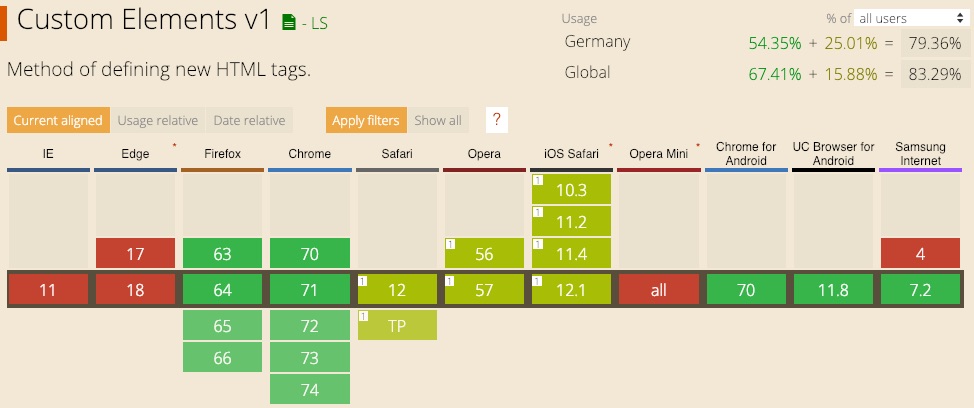 Custom Elements v1 - LS
Usage % of all users
Germany 54.35% + 25.01% = 79.36%
Method of defining new HTML tags.
Global 67.41% + 15.88% = 83.29%
Current aligned Usage relative Date relative Apply filters Show all ?
IE Edge * Firefox Chrome Safari Opera iOS Safari * Opera Mini * Chrome for Android UC Browser for Android Samsung Internet
1 10.3
1 11.2
17 63 70 1 56 1 11.4 4
11 18 64 71 1 12 1 57 1 12.1 all 70 11.8 7.2
65 72 1 TP
66 73
74